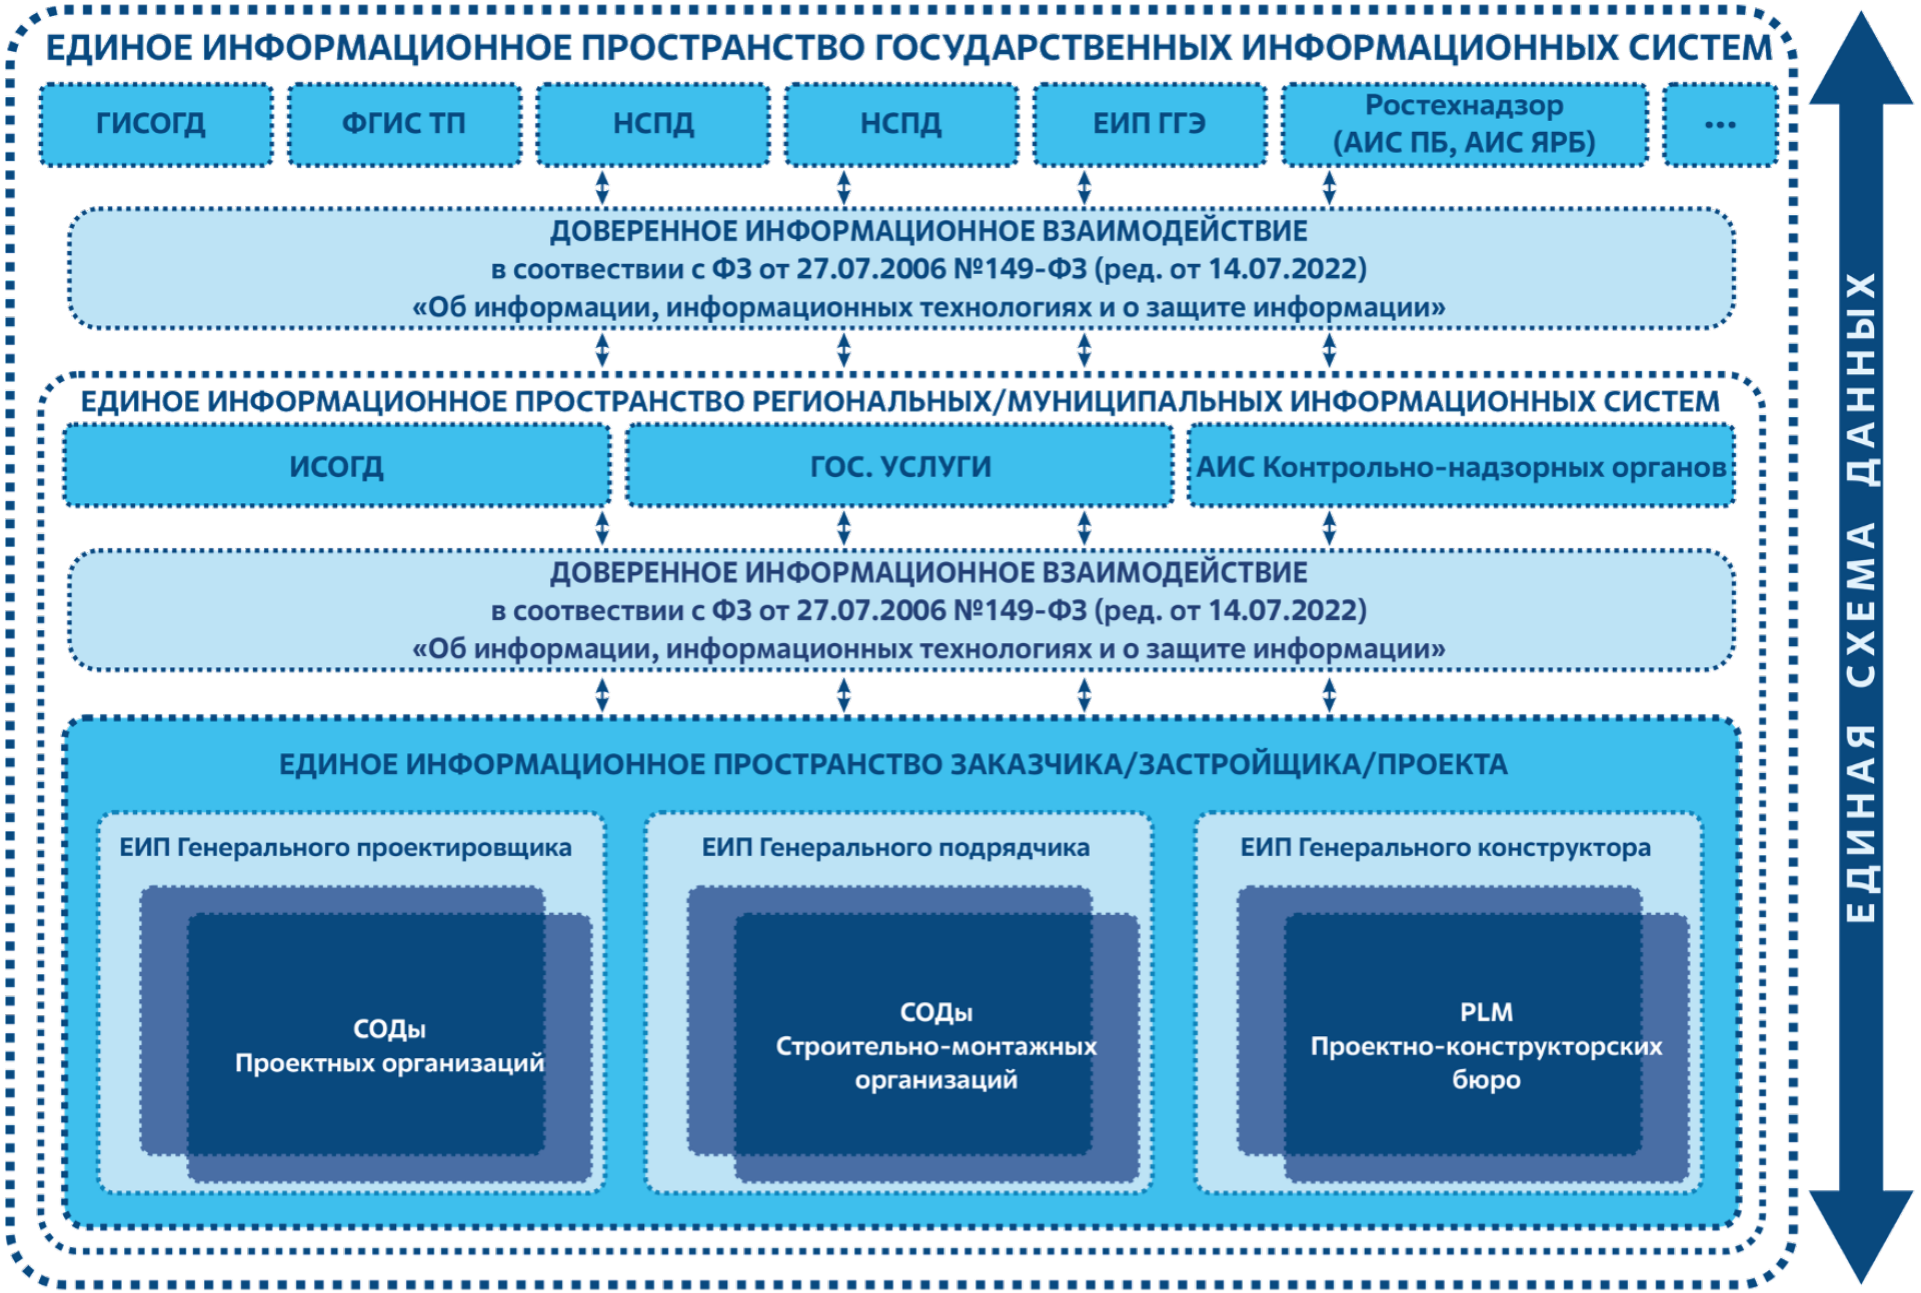 ЕДИНОЕ ИНФОРМАЦИОННОЕ ПРОСТРАНСТВО ГОСУДАРСТВЕННЫХ ИНФОРМАЦИОННЫХ СИСТЕМ
ГИСОГД
ФГИС ТП
НСПД
НСПД
ЕИП ГГЭ
Ростехнадзор
(АИС ПБ, АИС ЯРБ)
...
ДОВЕРЕННОЕ ИНФОРМАЦИОННОЕ ВЗАИМОДЕЙСТВИЕ
в соотвествии с ФЗ от 27.07.2006 №149-ФЗ (ред. от 14.07.2022)
«Об информации, информационных технологиях и о защите информации»
ЕДИНОЕ ИНФОРМАЦИОННОЕ ПРОСТРАНСТВО РЕГИОНАЛЬНЫХ/МУНИЦИПАЛЬНЫХ ИНФОРМАЦИОННЫХ СИСТЕМ
ИСОГД
ГОС. УСЛУГИ
АИС Контрольно-надзорных органов
ДОВЕРЕННОЕ ИНФОРМАЦИОННОЕ ВЗАИМОДЕЙСТВИЕ
в соотвествии с ФЗ от 27.07.2006 №149-ФЗ (ред. от 14.07.2022)
«Об информации, информационных технологиях и о защите информации»
ЕДИНОЕ ИНФОРМАЦИОННОЕ ПРОСТРАНСТВО ЗАКАЗЧИКА/ЗАСТРОЙЩИКА/ПРОЕКТА
ЕИП Генерального проектировщика
СОДы
Проектных организаций
ЕИП Генерального подрядчика
СОДы
Строительно-монтажных
организаций
ЕИП Генерального конструктора
PLM
Проектно-конструкторских
бюро
ЕДИНАЯ СХЕМА ДАННЫХ